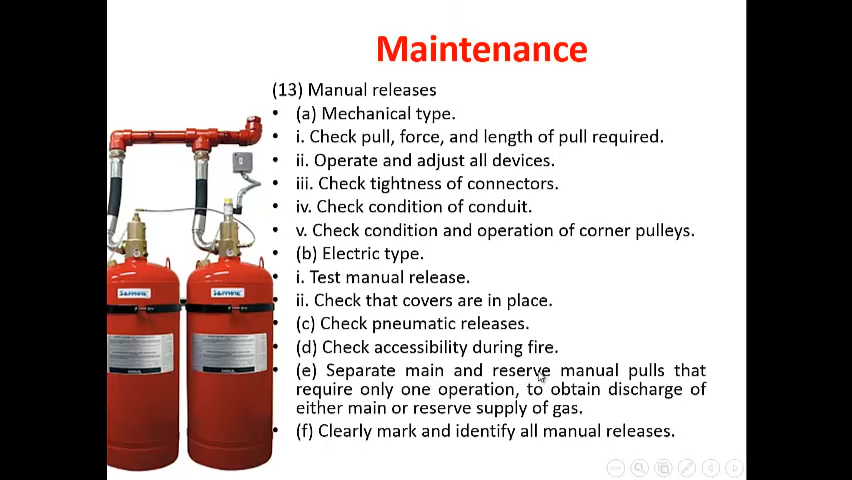 Maintenance
(13) Manual releases
• (a) Mechanical type.
• i. Check pull, force, and length of pull required.
• ii. Operate and adjust all devices.
• iii. Check tightness of connectors.
• iv. Check condition of conduit.
• v. Check condition and operation of corner pulleys.
• (b) Electric type.
• i. Test manual release.
• ii. Check that covers are in place.
• (c) Check pneumatic releases.
• (d) Check accessibility during fire.
• (e) Separate main and reserve manual pulls that
require only one operation, to obtain discharge of
either main or reserve supply of gas.
• (f) Clearly mark and identify all manual releases.